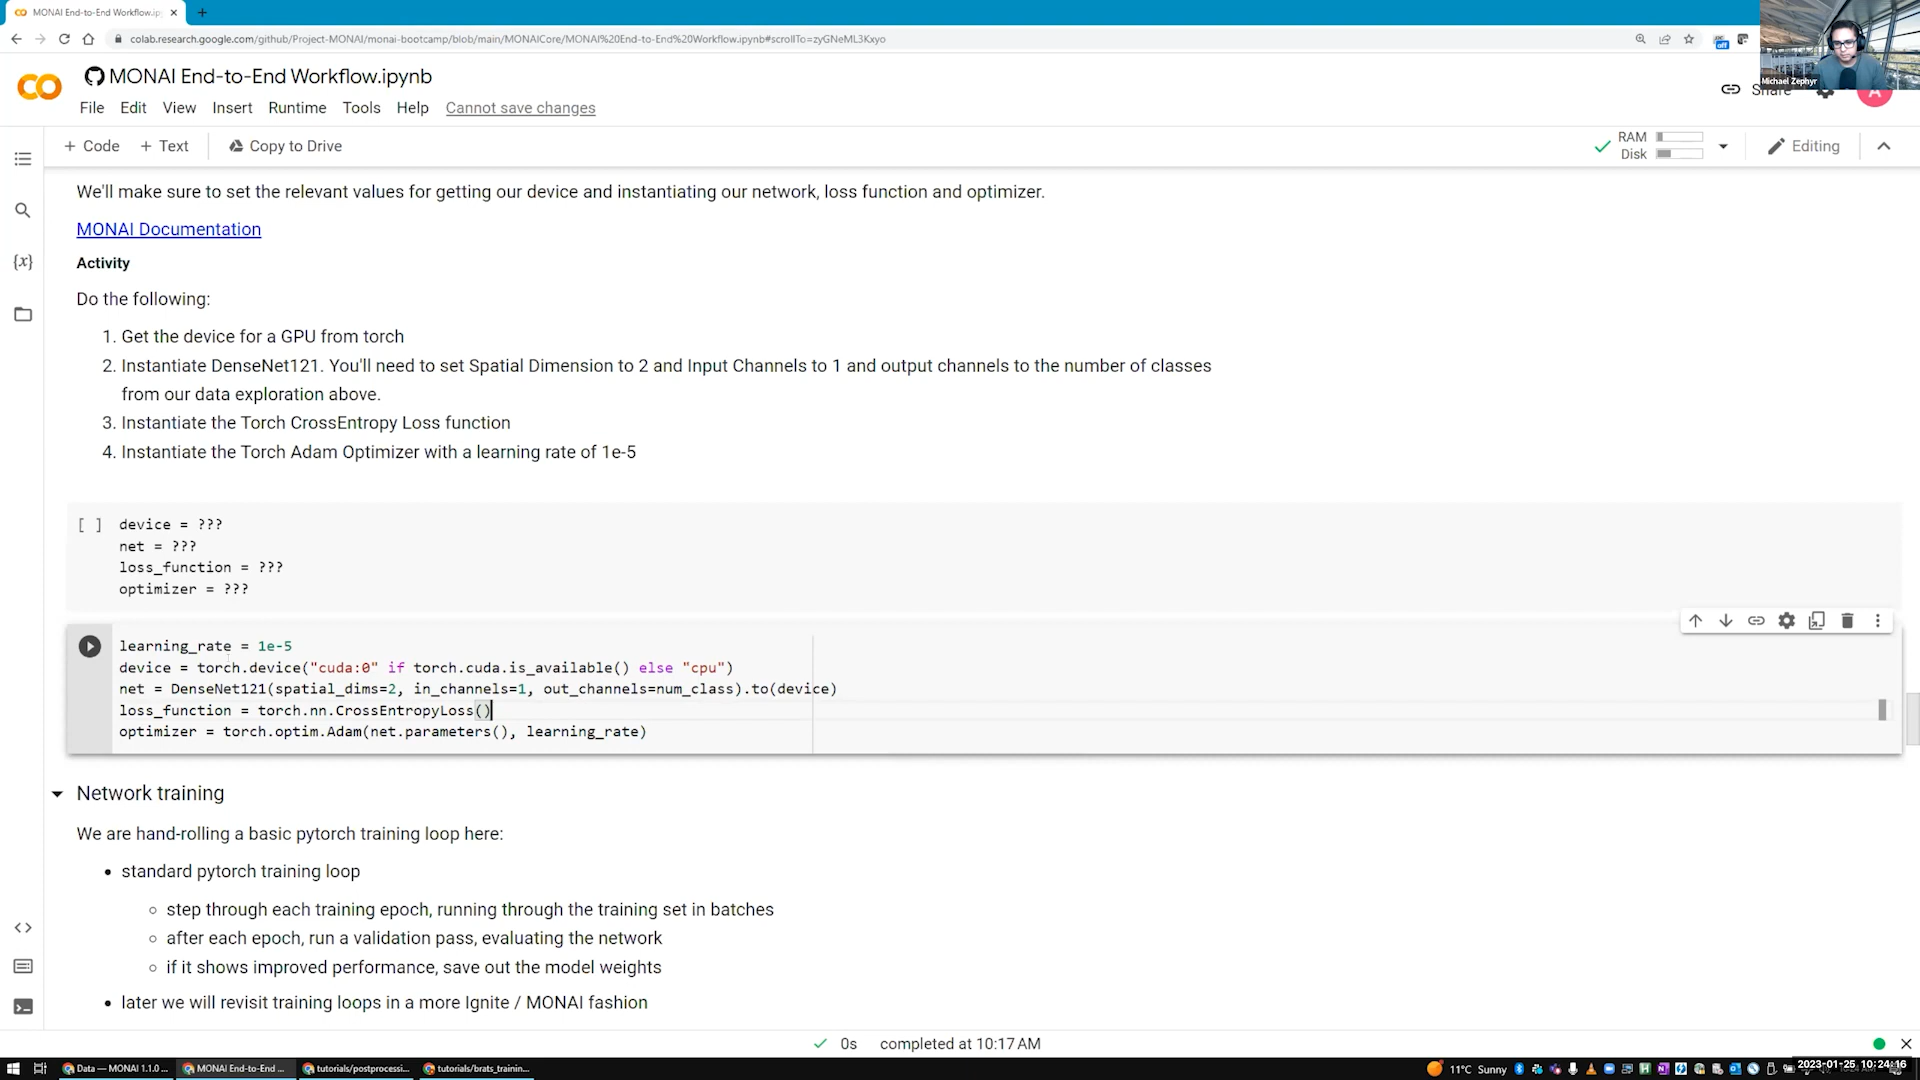 MONAI End-to-End Workflow.ip
colab.research.google.com/github/Project-MONAI/monai-bootcamp/blob/main/MONAICore/MONAI%20End-to-End%20Workflow.ipynb#scrollTo=zyGNeML3Kxyo
off
Michael Zephyr
MONAI End-to-End Workflow.ipynb
File Edit View Insert Runtime Tools Help Cannot save changes
Share
A
+ Code + Text Copy to Drive
RAM
Disk
Editing
We'll make sure to set the relevant values for getting our device and instantiating our network, loss function and optimizer.
MONAI Documentation
Activity
Do the following:
1. Get the device for a GPU from torch
2. Instantiate DenseNet121. You'll need to set Spatial Dimension to 2 and Input Channels to 1 and output channels to the number of classes
from our data exploration above.
3. Instantiate the Torch CrossEntropy Loss function
4. Instantiate the Torch Adam Optimizer with a learning rate of 1e-5
[ ] device = ???
net = ???
loss_function = ???
optimizer = ???
learning_rate = 1e-5
device = torch.device("cuda:0" if torch.cuda.is_available() else "cpu")
net = DenseNet121(spatial_dims=2, in_channels=1, out_channels=num_class).to(device)
loss_function = torch.nn.CrossEntropyLoss()
optimizer = torch.optim.Adam(net.parameters(), learning_rate)
Network training
We are hand-rolling a basic pytorch training loop here:
• standard pytorch training loop
◦ step through each training epoch, running through the training set in batches
◦ after each epoch, run a validation pass, evaluating the network
◦ if it shows improved performance, save out the model weights
• later we will revisit training loops in a more Ignite / MONAI fashion
0s completed at 10:17 AM
Data — MONAI 1.1.0 ... MONAI End-to-End ... tutorials/postprocessi... tutorials/brats_trainin...
11°C Sunny
2023-01-25 10:24:16